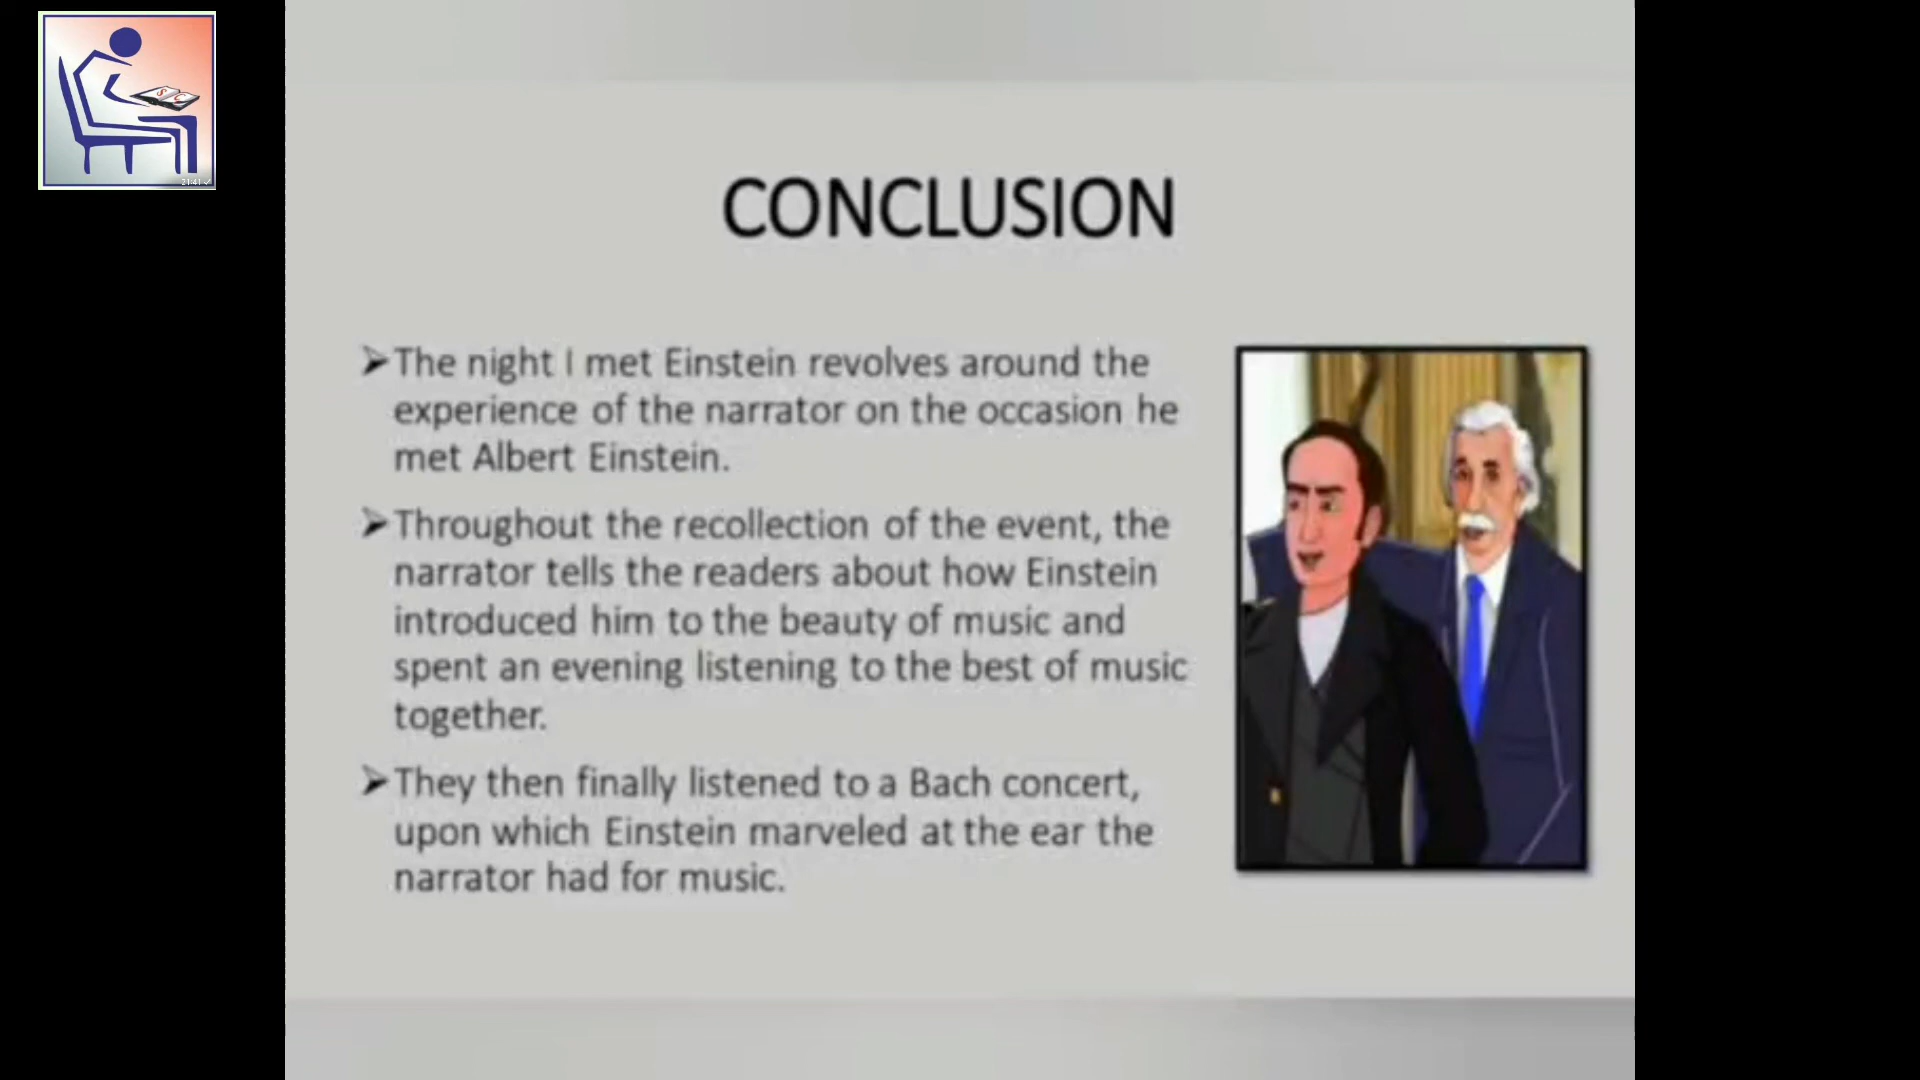 S C
21:41
CONCLUSION
➤The night I met Einstein revolves around the
experience of the narrator on the occasion he
met Albert Einstein.
➤Throughout the recollection of the event, the
narrator tells the readers about how Einstein
introduced him to the beauty of music and
spent an evening listening to the best of music
together.
➤They then finally listened to a Bach concert,
upon which Einstein marveled at the ear the
narrator had for music.